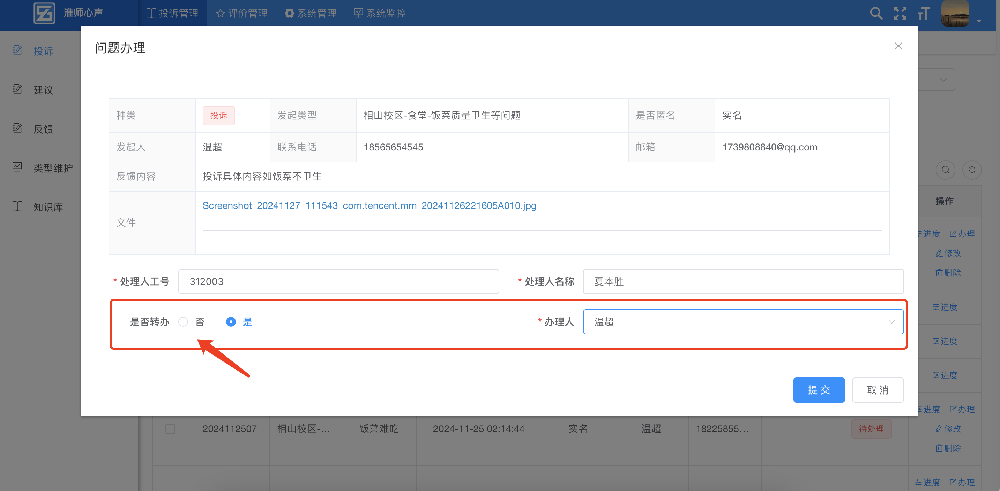 淮师心声
投诉管理
评价管理
系统管理
系统监控
投诉
建议
反馈
类型维护
知识库
问题办理
种类 投诉 发起类型 相山校区-食堂-饭菜质量卫生等问题 是否匿名 实名
发起人 温超 联系电话 18565654545 邮箱 1739808840@qq.com
反馈内容 投诉具体内容如饭菜不卫生
文件 Screenshot_20241127_111543_com.tencent.mm_20241126221605A010.jpg
* 处理人工号 312003 * 处理人名称 夏本胜
是否转办 否 是 * 办理人 温超
提 交 取 消
操作
进度 办理
修改
删除
进度
进度
进度
进度 办理
2024112507 相山校区-... 饭菜难吃 2024-11-25 02:14:44 实名 温超 18225855... 待处理 修改
删除
进度 办理